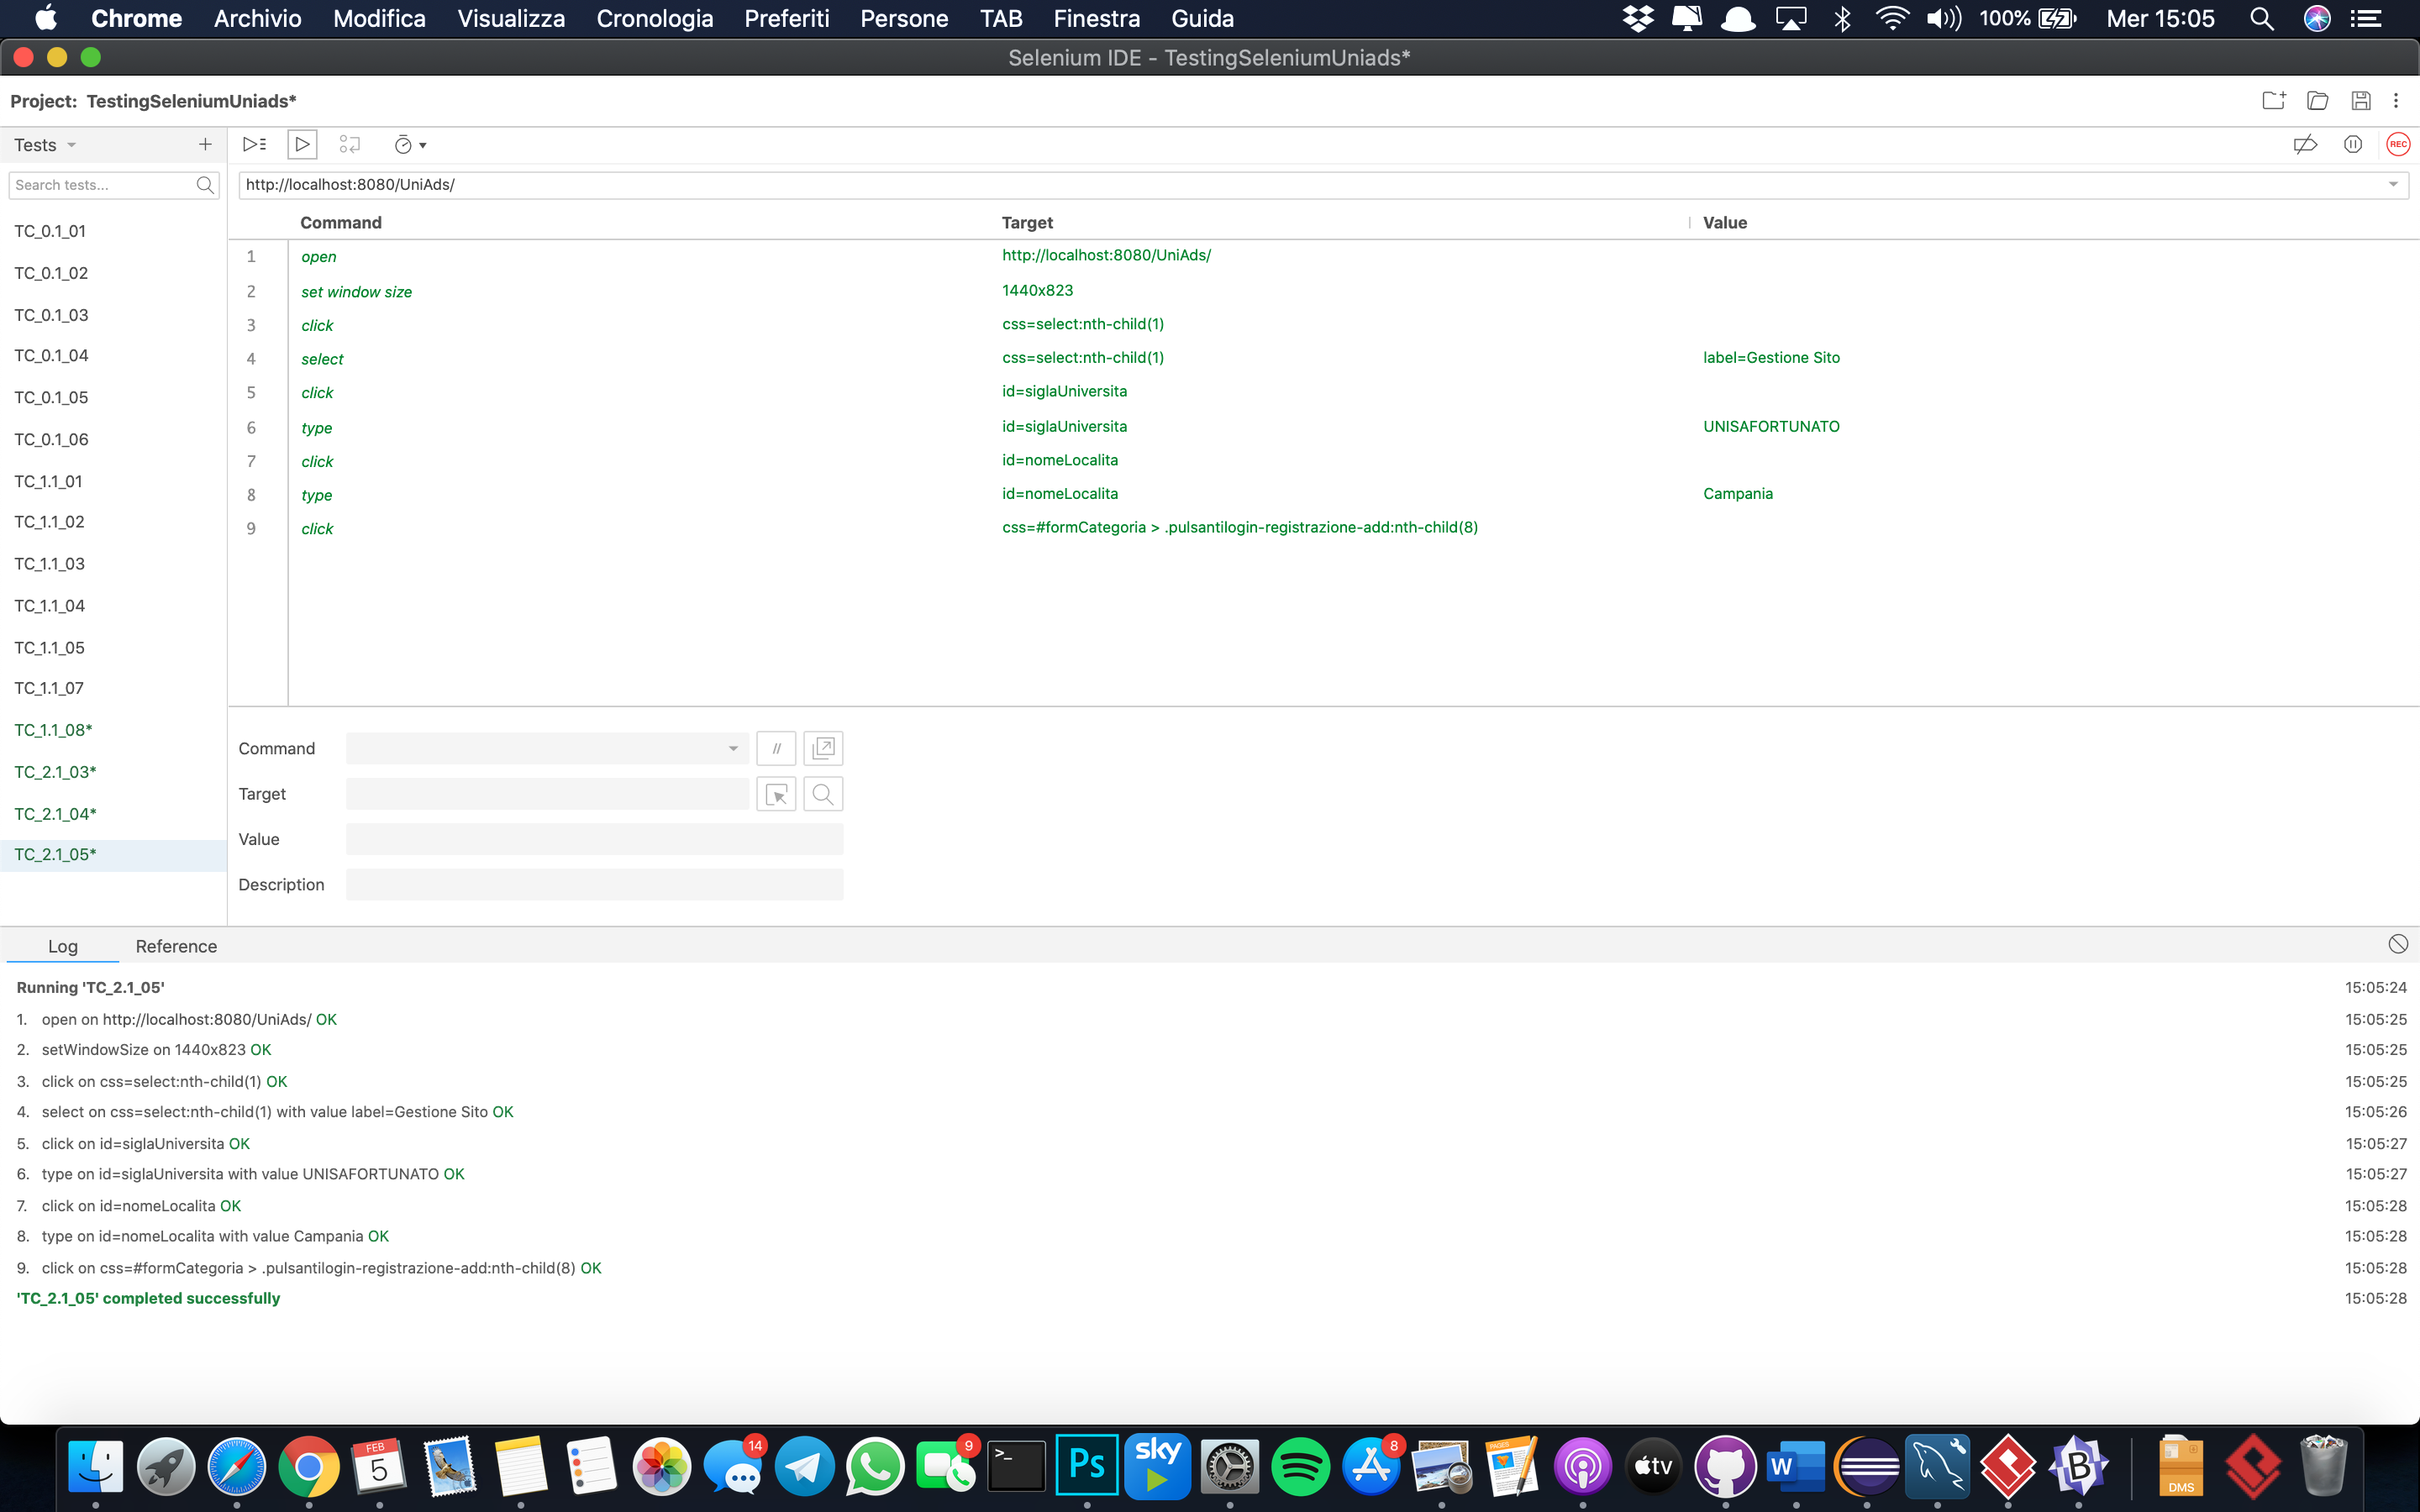 Chrome Archivio Modifica Visualizza Cronologia Preferiti Persone TAB Finestra Guida 100% Mer 15:05
Selenium IDE - TestingSeleniumUniads*
Project: TestingSeleniumUniads*
Tests +
REC
Search tests...
http://localhost:8080/UniAds/
Command Target Value
1 open http://localhost:8080/UniAds/
2 set window size 1440x823
3 click css=select:nth-child(1)
4 select css=select:nth-child(1) label=Gestione Sito
5 click id=siglaUniversita
6 type id=siglaUniversita UNISAFORTUNATO
7 click id=nomeLocalita
8 type id=nomeLocalita Campania
9 click css=#formCategoria > .pulsantilogin-registrazione-add:nth-child(8)
TC_0.1_01
TC_0.1_02
TC_0.1_03
TC_0.1_04
TC_0.1_05
TC_0.1_06
TC_1.1_01
TC_1.1_02
TC_1.1_03
TC_1.1_04
TC_1.1_05
TC_1.1_07
TC_1.1_08*
TC_2.1_03*
TC_2.1_04*
TC_2.1_05*
Command //
Target
Value
Description
Log Reference
Running 'TC_2.1_05' 15:05:24
1. open on http://localhost:8080/UniAds/ OK 15:05:25
2. setWindowSize on 1440x823 OK 15:05:25
3. click on css=select:nth-child(1) OK 15:05:25
4. select on css=select:nth-child(1) with value label=Gestione Sito OK 15:05:26
5. click on id=siglaUniversita OK 15:05:27
6. type on id=siglaUniversita with value UNISAFORTUNATO OK 15:05:27
7. click on id=nomeLocalita OK 15:05:28
8. type on id=nomeLocalita with value Campania OK 15:05:28
9. click on css=#formCategoria > .pulsantilogin-registrazione-add:nth-child(8) OK 15:05:28
'TC_2.1_05' completed successfully 15:05:28
FEB 5 14 9 >_ Ps sky 8 PAGES tv W B DMS